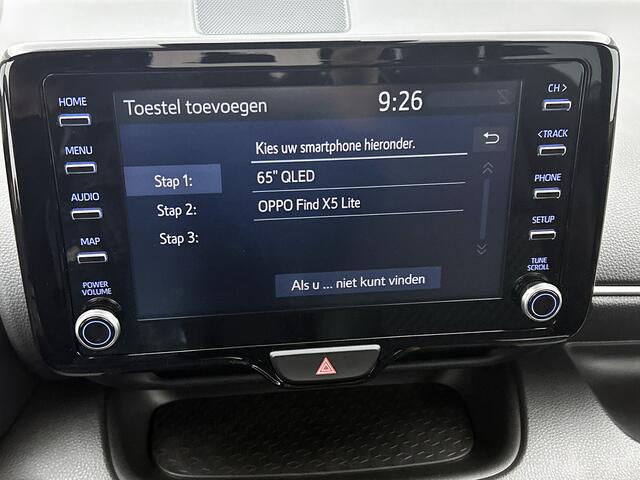 HOME
MENU
AUDIO
MAP
POWER
VOLUME
Toestel toevoegen 9:26
Kies uw smartphone hieronder.
Stap 1:
Stap 2:
Stap 3:
65" QLED
OPPO Find X5 Lite
Als u ... niet kunt vinden
CH >
< TRACK
PHONE
SETUP
TUNE
SCROLL